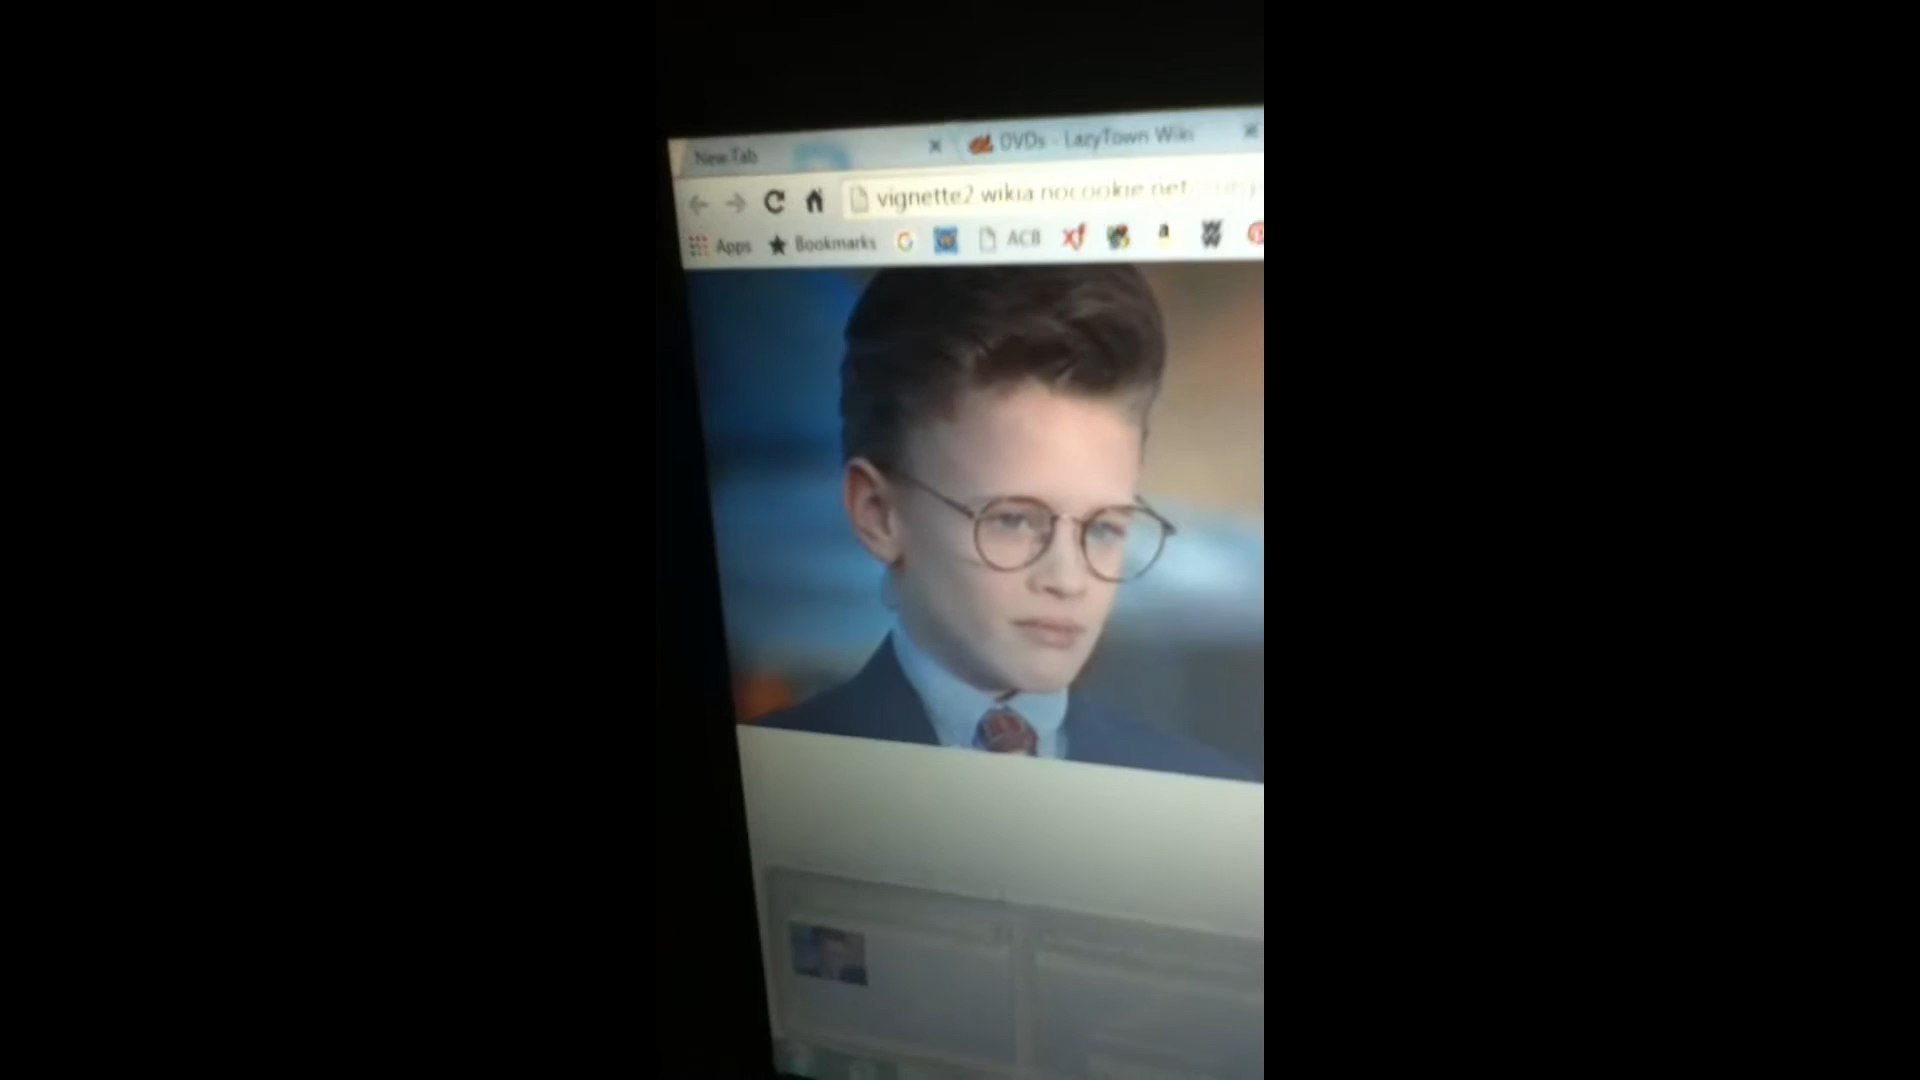 New Tab
DVDs - LazyTown Wiki
vignette2.wikia.nocookie.net
Apps
Bookmarks
ACB